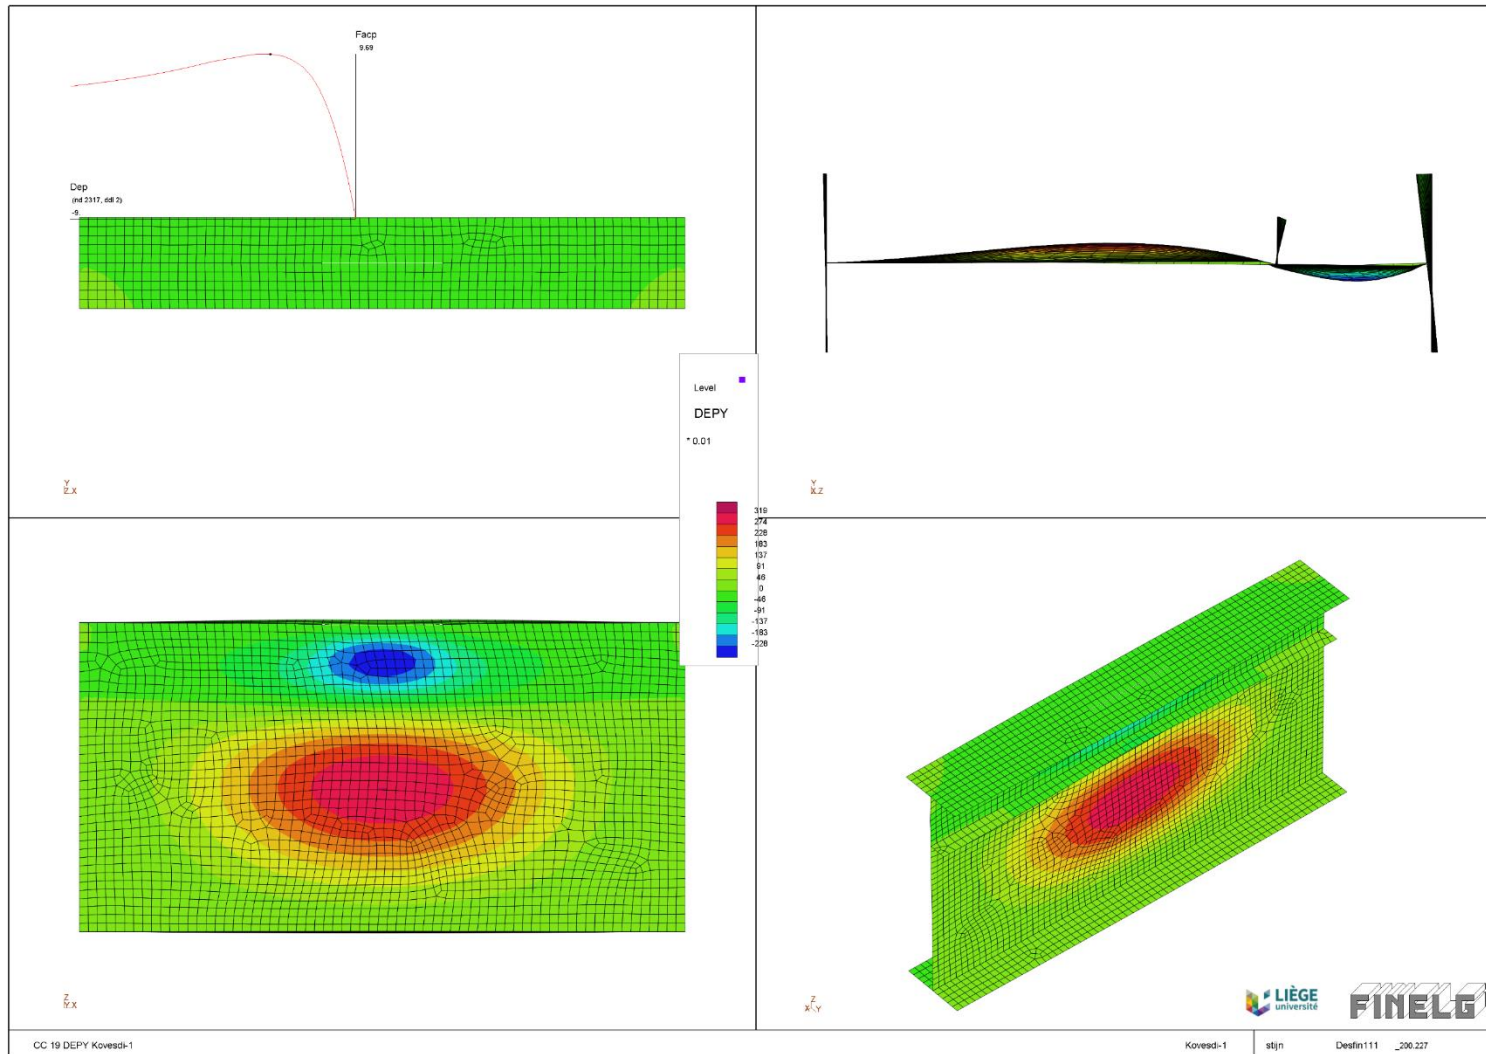 Facp
9.69
Dep
(nd 2317, ddl 2)
-9.
Y
Z.X
Y
X.Z
Level
DEPY
* 0.01
319
274
228
183
137
91
46
0
-46
-91
-137
-183
-228
Z
Y.X
Z
X Y
LIÈGE
université
FINELG
CC 19 DEPY Kovesdi-1
Kovesdi-1
stijn
Desfin111
_200.227